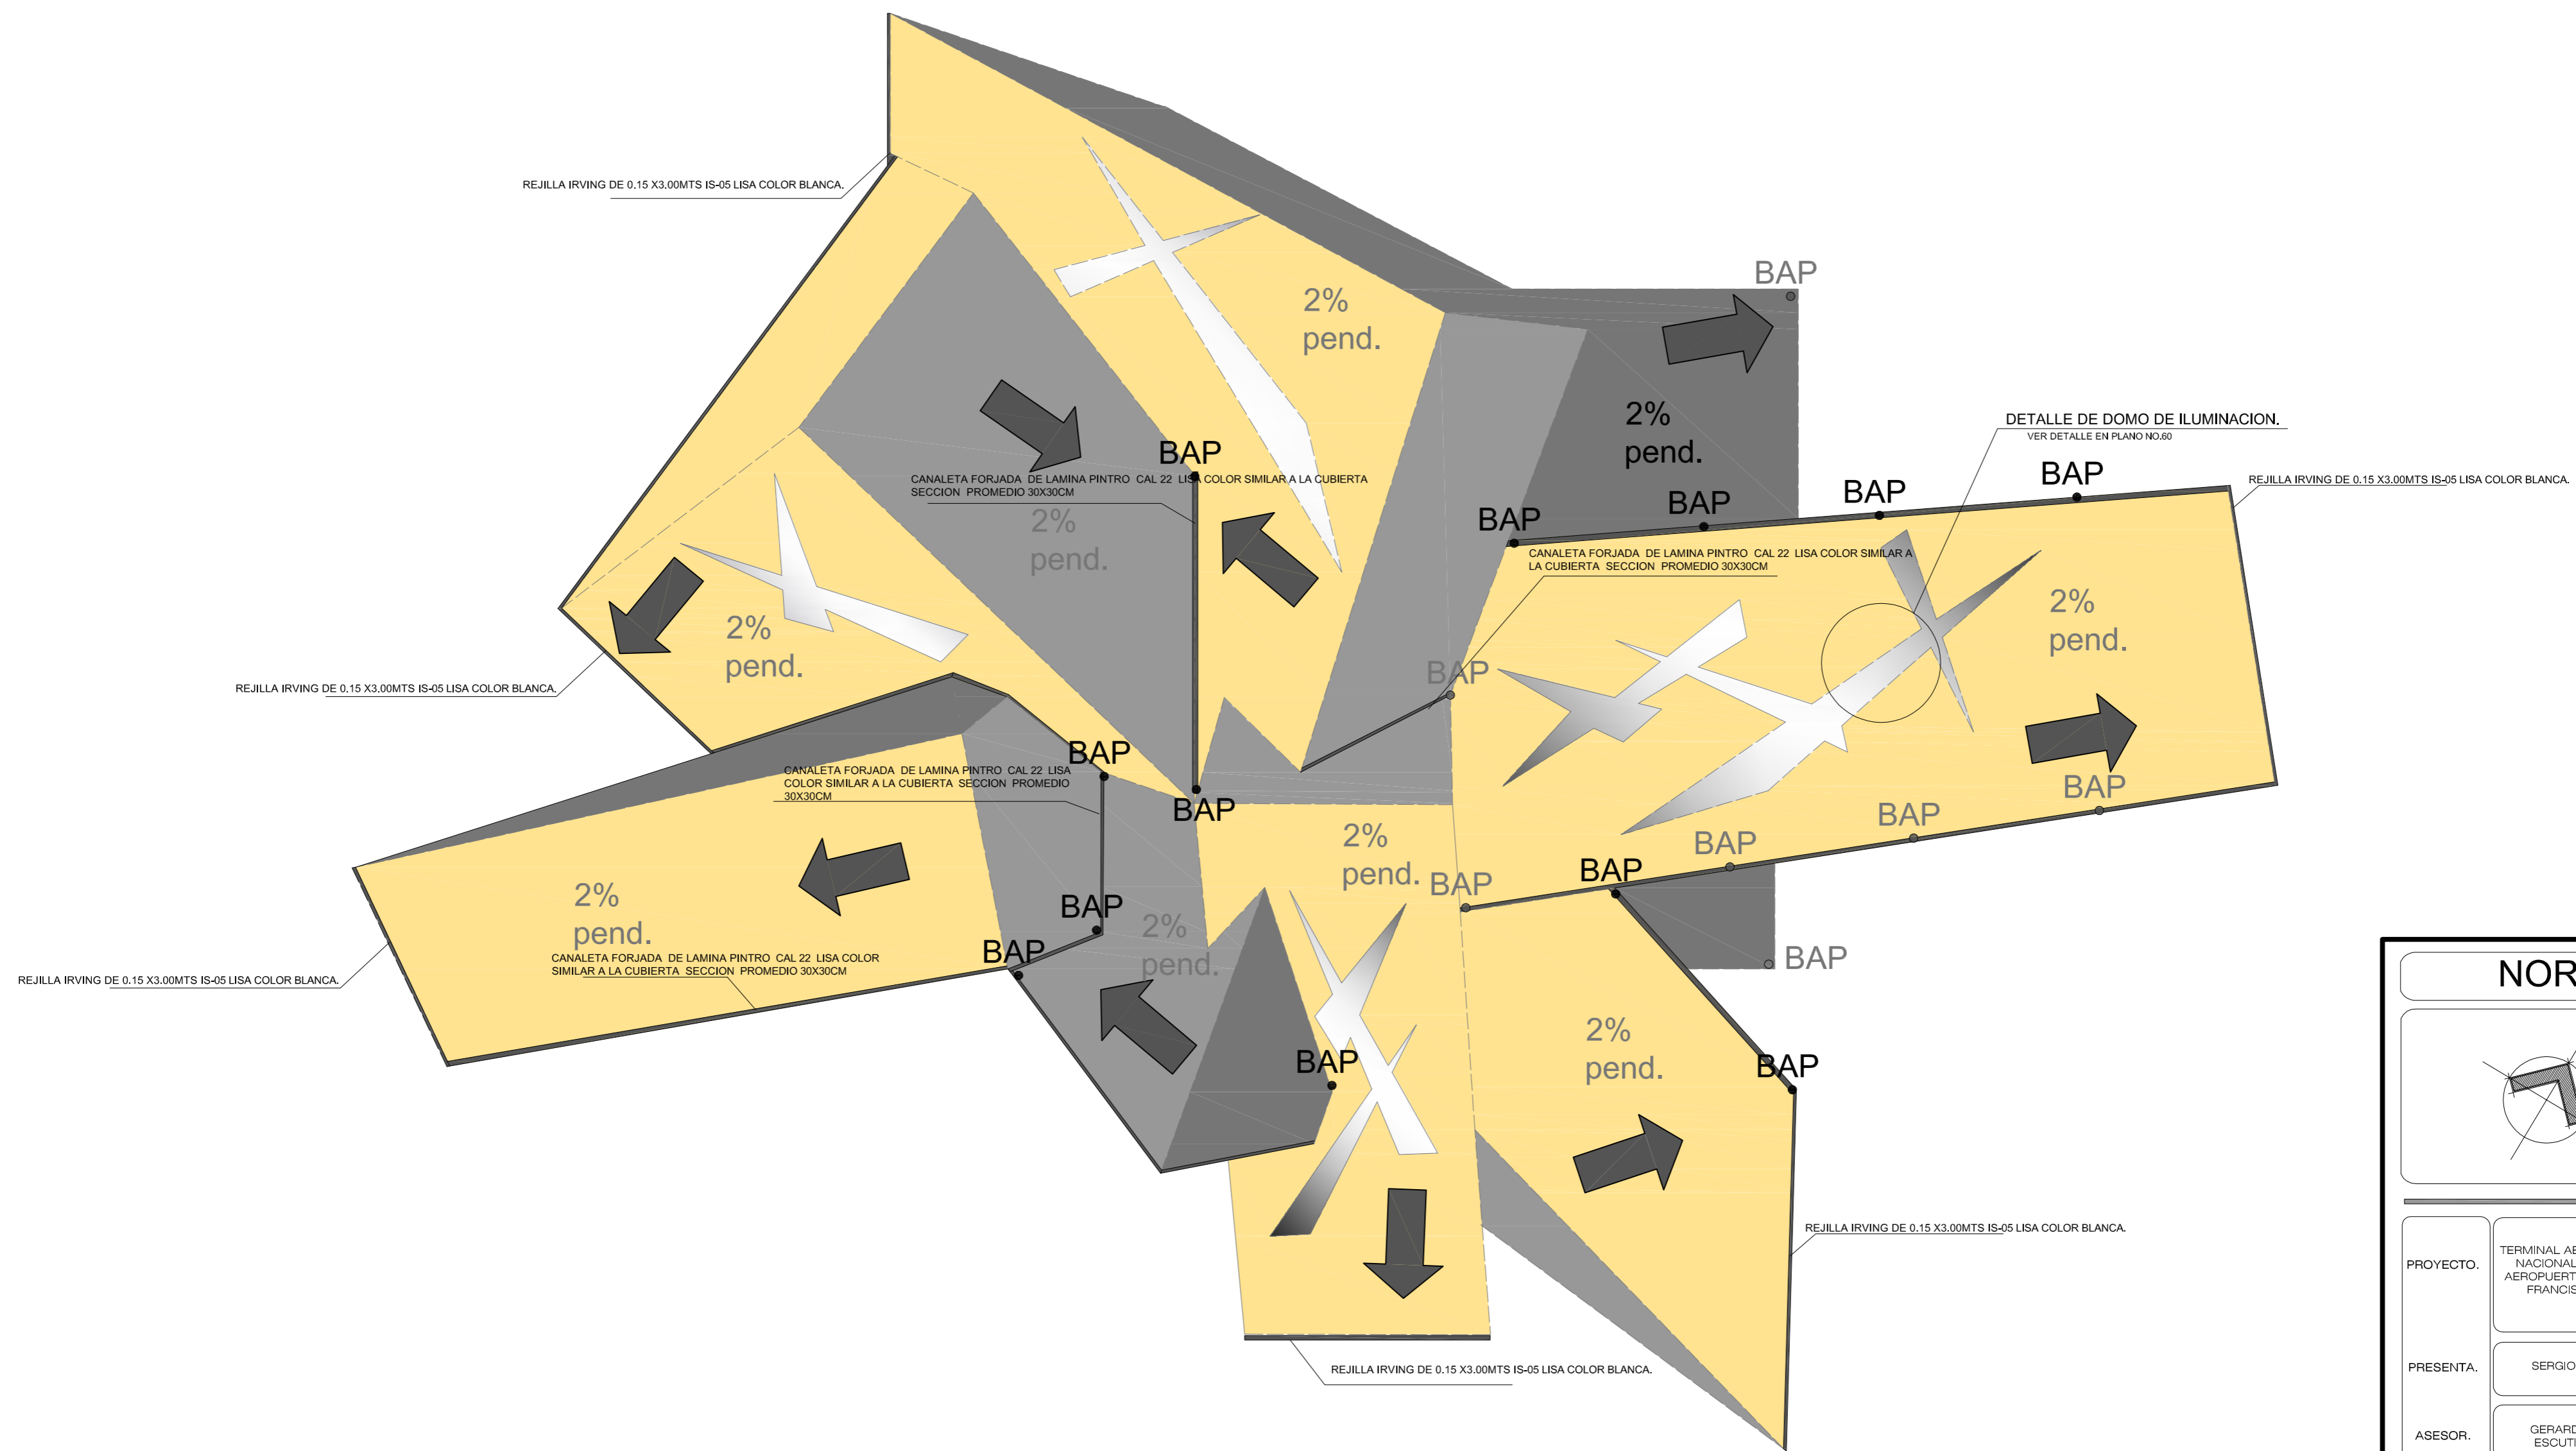 REJILLA IRVING DE 0.15 X3.00MTS IS-05 LISA COLOR BLANCA.
BAP
2%
pend.
2%
pend.
DETALLE DE DOMO DE ILUMINACION.
VER DETALLE EN PLANO NO.60
BAP
CANALETA FORJADA DE LAMINA PINTRO CAL 22 LISA COLOR SIMILAR A LA CUBIERTA
SECCION PROMEDIO 30X30CM
BAP
REJILLA IRVING DE 0.15 X3.00MTS IS-05 LISA COLOR BLANCA.
BAP
BAP
BAP
2%
pend.
CANALETA FORJADA DE LAMINA PINTRO CAL 22 LISA COLOR SIMILAR A
LA CUBIERTA SECCION PROMEDIO 30X30CM
2%
pend.
2%
pend.
BAP
REJILLA IRVING DE 0.15 X3.00MTS IS-05 LISA COLOR BLANCA.
BAP
CANALETA FORJADA DE LAMINA PINTRO CAL 22 LISA
COLOR SIMILAR A LA CUBIERTA SECCION PROMEDIO
30X30CM
BAP
BAP
BAP
2%
pend.
BAP
BAP
BAP
2%
pend.
BAP
2%
pend.
BAP
BAP
CANALETA FORJADA DE LAMINA PINTRO CAL 22 LISA COLOR
SIMILAR A LA CUBIERTA SECCION PROMEDIO 30X30CM
REJILLA IRVING DE 0.15 X3.00MTS IS-05 LISA COLOR BLANCA.
2%
pend.
BAP
BAP
REJILLA IRVING DE 0.15 X3.00MTS IS-05 LISA COLOR BLANCA.
REJILLA IRVING DE 0.15 X3.00MTS IS-05 LISA COLOR BLANCA.
NOR
PROYECTO.
TERMINAL AE
NACIONAL
AEROPUERT
FRANCIS
PRESENTA.
SERGIO
ASESOR.
GERARD
ESCUTI